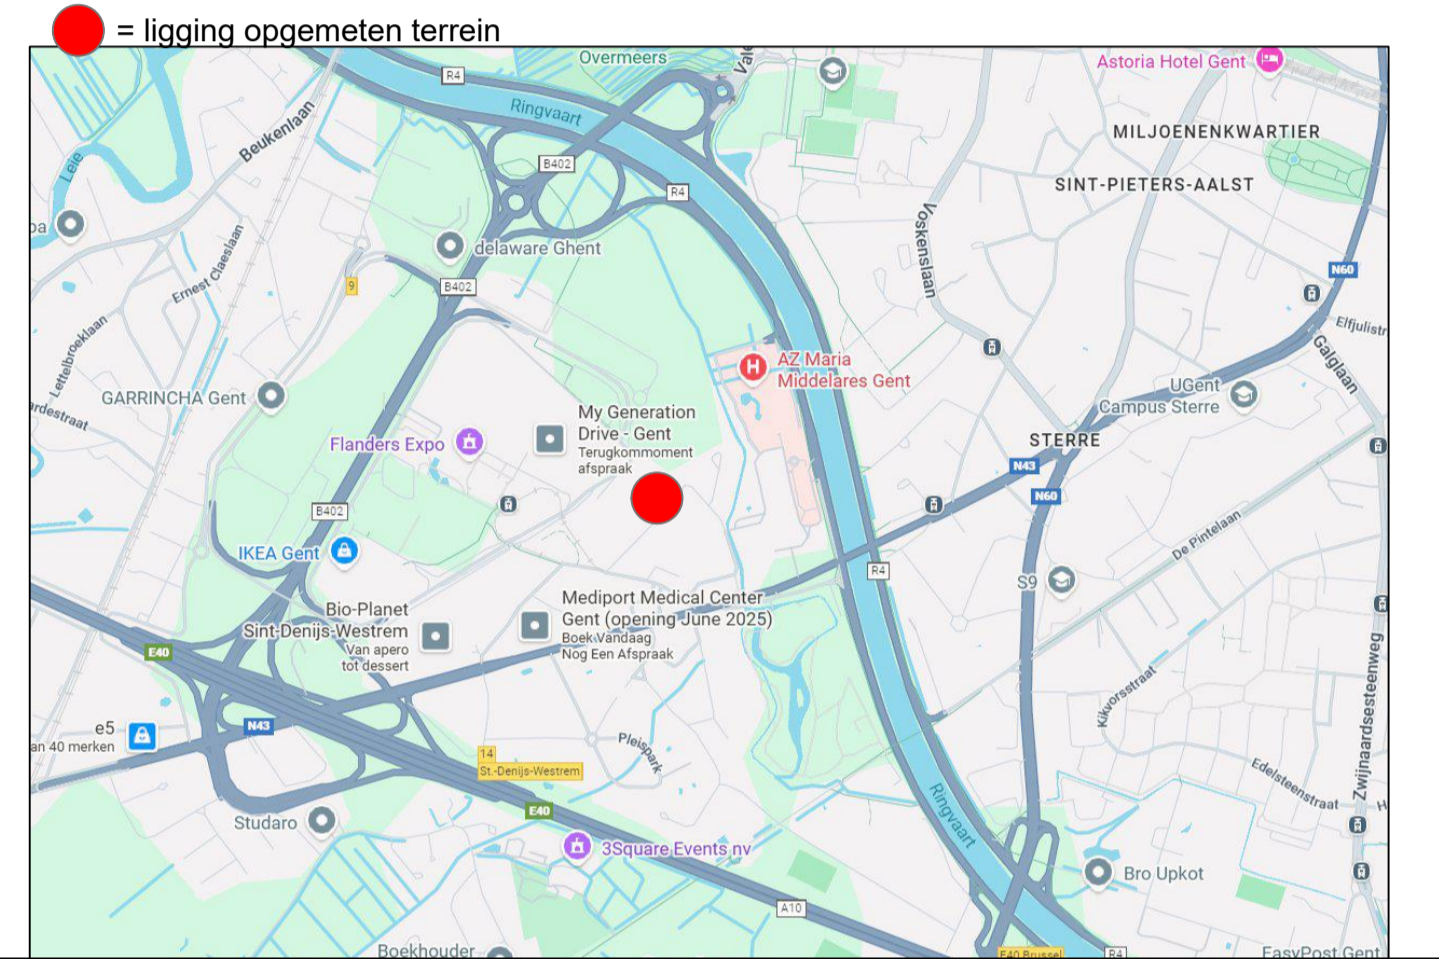 = ligging opgemeten terrein
Overmeers
Astoria Hotel Gent
R4
Ringvaart
Beukenlaan
MILJOENENKWARTIER
Leie
B402
R4
SINT-PIETERS-AALST
Voskenslaan
delaware Ghent
Ernest Claeslaan
N60
9
B402
Elfjulistr
Lettelbroeklaan
Galglaan
AZ Maria
Middelares Gent
UGent
Campus Sterre
GARRINCHA Gent
ardestraat
My Generation
Drive - Gent
Terugkommoment
afspraak
Flanders Expo
STERRE
N43
N60
B402
De Pintelaan
IKEA Gent
R4
S9
Bio-Planet
Sint-Denijs-Westrem
Van apero
tot dessert
Mediport Medical Center
Gent (opening June 2025)
Boek Vandaag
Nog Een Afspraak
E40
Zwijnaardsesteenweg
Kikvorsstraat
N43
e5
an 40 merken
Pleispark
14
St.-Denijs-Westrem
Edelsteenstraat
H
E40
Ringvaart
Studaro
3Square Events nv
Bro Upkot
A10
Boekhouder
E40 Brussel
R4
EasyPost Gent